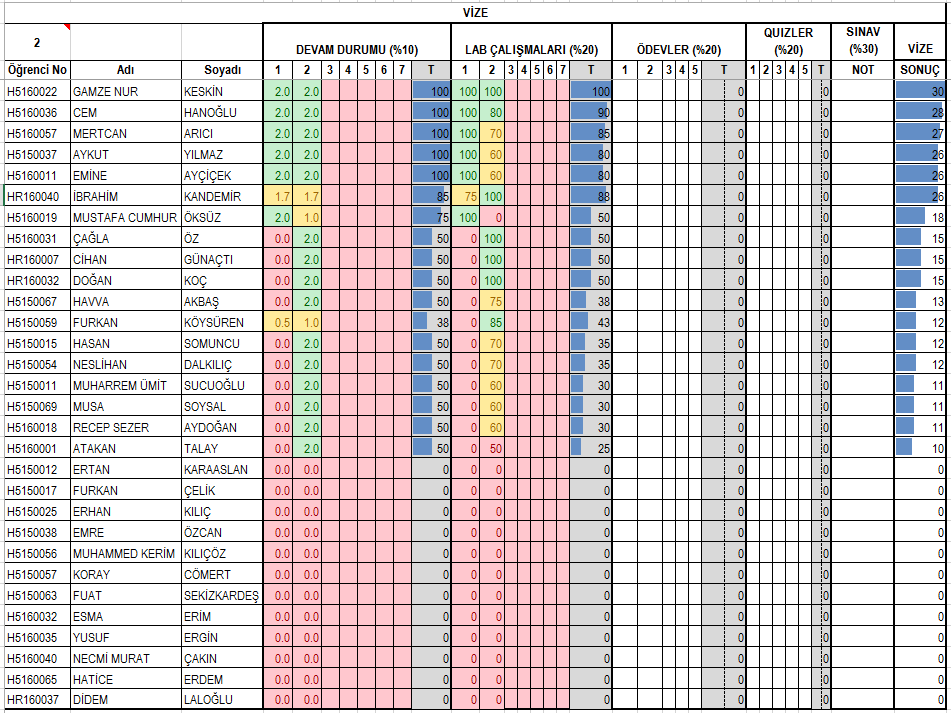 VİZE
2 DEVAM DURUMU (%10) LAB ÇALIŞMALARI (%20) ÖDEVLER (%20) QUIZLER (%20) SINAV (%30) VİZE
Öğrenci No Adı Soyadı 1 2 3 4 5 6 7 T 1 2 3 4 5 6 7 T 1 2 3 4 5 T 1 2 3 4 5 T NOT SONUÇ
H5160022 GAMZE NUR KESKİN 2.0 2.0 100 100 100 100 0 0 30
H5160036 CEM HANOĞLU 2.0 2.0 100 100 80 90 0 0 28
H5160057 MERTCAN ARICI 2.0 2.0 100 100 70 85 0 0 27
H5150037 AYKUT YILMAZ 2.0 2.0 100 100 60 80 0 0 26
H5160011 EMİNE AYÇİÇEK 2.0 2.0 100 100 60 80 0 0 26
HR160040 İBRAHİM KANDEMİR 1.7 1.7 85 75 100 88 0 0 26
H5160019 MUSTAFA CUMHUR ÖKSÜZ 2.0 1.0 75 100 0 50 0 0 18
H5160031 ÇAĞLA ÖZ 0.0 2.0 50 0 100 50 0 0 15
HR160007 CİHAN GÜNAÇTI 0.0 2.0 50 0 100 50 0 0 15
HR160032 DOĞAN KOÇ 0.0 2.0 50 0 100 50 0 0 15
H5150067 HAVVA AKBAŞ 0.0 2.0 50 0 75 38 0 0 13
H5150059 FURKAN KÖYSÜREN 0.5 1.0 38 0 85 43 0 0 12
H5150015 HASAN SOMUNCU 0.0 2.0 50 0 70 35 0 0 12
H5150054 NESLİHAN DALKILIÇ 0.0 2.0 50 0 70 35 0 0 12
H5150011 MUHARREM ÜMİT SUCUOĞLU 0.0 2.0 50 0 60 30 0 0 11
H5150069 MUSA SOYSAL 0.0 2.0 50 0 60 30 0 0 11
H5160018 RECEP SEZER AYDOĞAN 0.0 2.0 50 0 60 30 0 0 11
H5160001 ATAKAN TALAY 0.0 2.0 50 0 50 25 0 0 10
H5150012 ERTAN KARAASLAN 0.0 0.0 0 0 0 0 0 0 0
H5150017 FURKAN ÇELİK 0.0 0.0 0 0 0 0 0 0 0
H5150025 ERHAN KILIÇ 0.0 0.0 0 0 0 0 0 0 0
H5150038 EMRE ÖZCAN 0.0 0.0 0 0 0 0 0 0 0
H5150056 MUHAMMED KERİM KILIÇÖZ 0.0 0.0 0 0 0 0 0 0 0
H5150057 KORAY CÖMERT 0.0 0.0 0 0 0 0 0 0 0
H5150063 FUAT SEKİZKARDEŞ 0.0 0.0 0 0 0 0 0 0 0
H5160032 ESMA ERİM 0.0 0.0 0 0 0 0 0 0 0
H5160035 YUSUF ERGİN 0.0 0.0 0 0 0 0 0 0 0
H5160040 NECMİ MURAT ÇAKIN 0.0 0.0 0 0 0 0 0 0 0
H5160065 HATİCE ERDEM 0.0 0.0 0 0 0 0 0 0 0
HR160037 DİDEM LALOĞLU 0.0 0.0 0 0 0 0 0 0 0